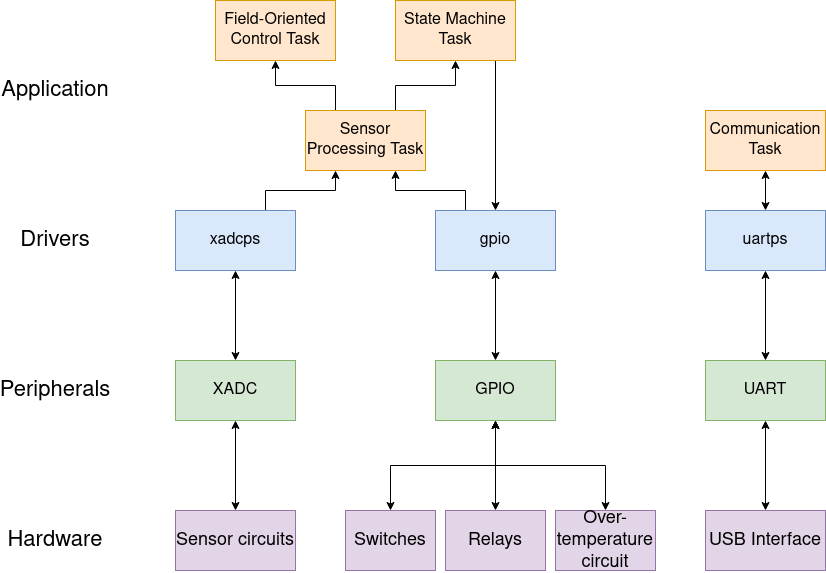 Field-Oriented
Control Task
State Machine
Task
Application
Sensor
Processing Task
Communication
Task
Drivers
xadcps
gpio
uartps
Peripherals
XADC
GPIO
UART
Hardware
Sensor circuits
Switches
Relays
Over-
temperature
circuit
USB Interface